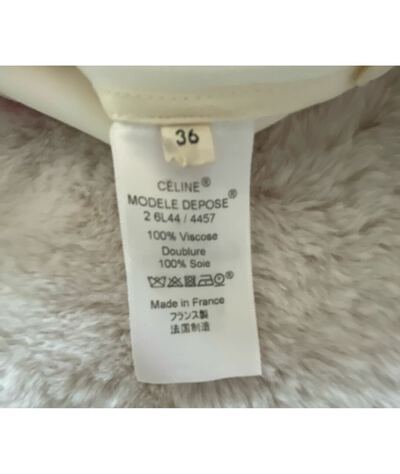 36
CÉLINE®
MODELE DEPOSE®
2 6L44 / 4457
100% Viscose
Doublure
100% Soie
Made in France
フランス製
法国制造